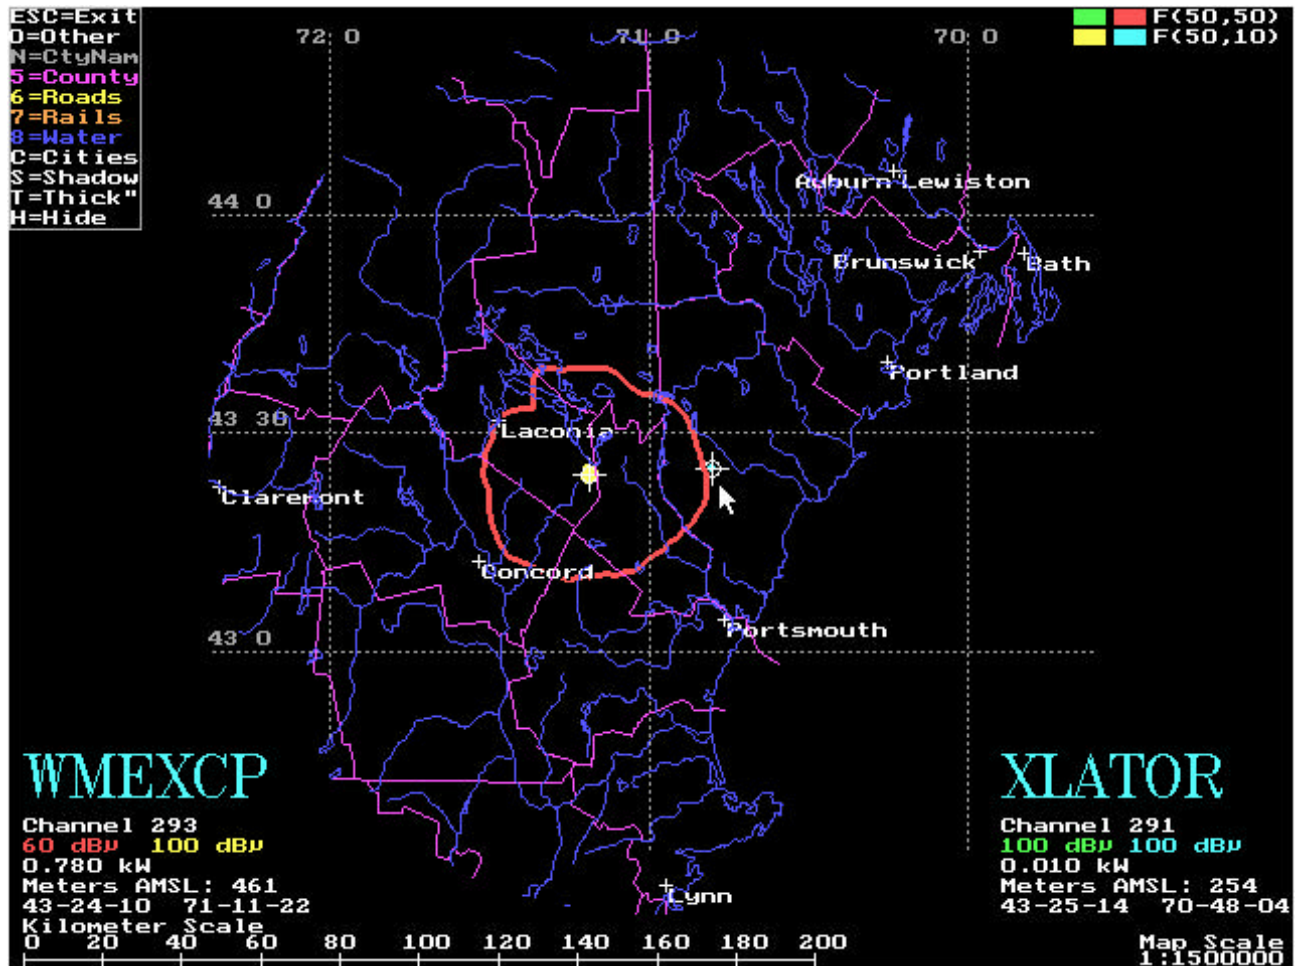 ESC=Exit
O=Other
N=CtyNam
5=County
6=Roads
7=Rails
8=Water
C=Cities
S=Shadow
T=Thick"
H=Hide
F(50,50)
F(50,10)
72 0
71 0
70 0
Auburn Lewiston
44 0
Brunswick
Bath
Portland
43 30
Laconia
Claremont
Concord
Portsmouth
43 0
Lynn
WMEXCP
Channel 293
60 dBµ 100 dBµ
0.780 kW
Meters AMSL: 461
43-24-10 71-11-22
Kilometer Scale
0 20 40 60 80 100 120 140 160 180 200
XLATOR
Channel 291
100 dBµ 100 dBµ
0.010 kW
Meters AMSL: 254
43-25-14 70-48-04
Map Scale
1:1500000